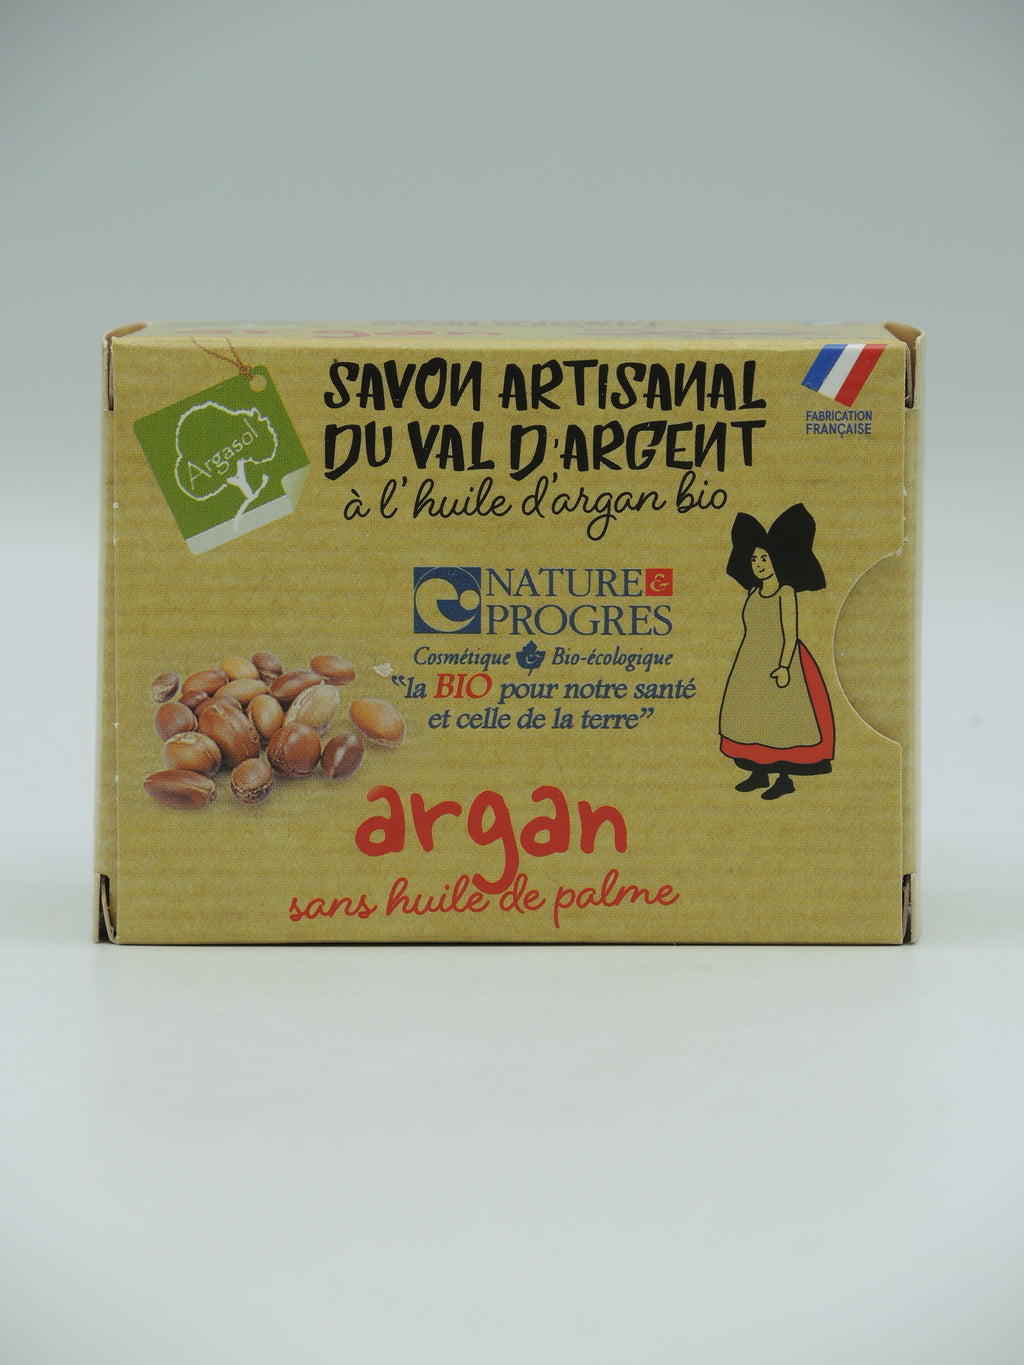 Argasol
SAVON ARTISANAL
DU VAL D'ARGENT
à l'huile d'argan bio
FABRICATION
FRANÇAISE
NATURE &
PROGRES
Cosmétique & Bio-écologique
"la BIO pour notre santé
et celle de la terre"
argan
sans huile de palme